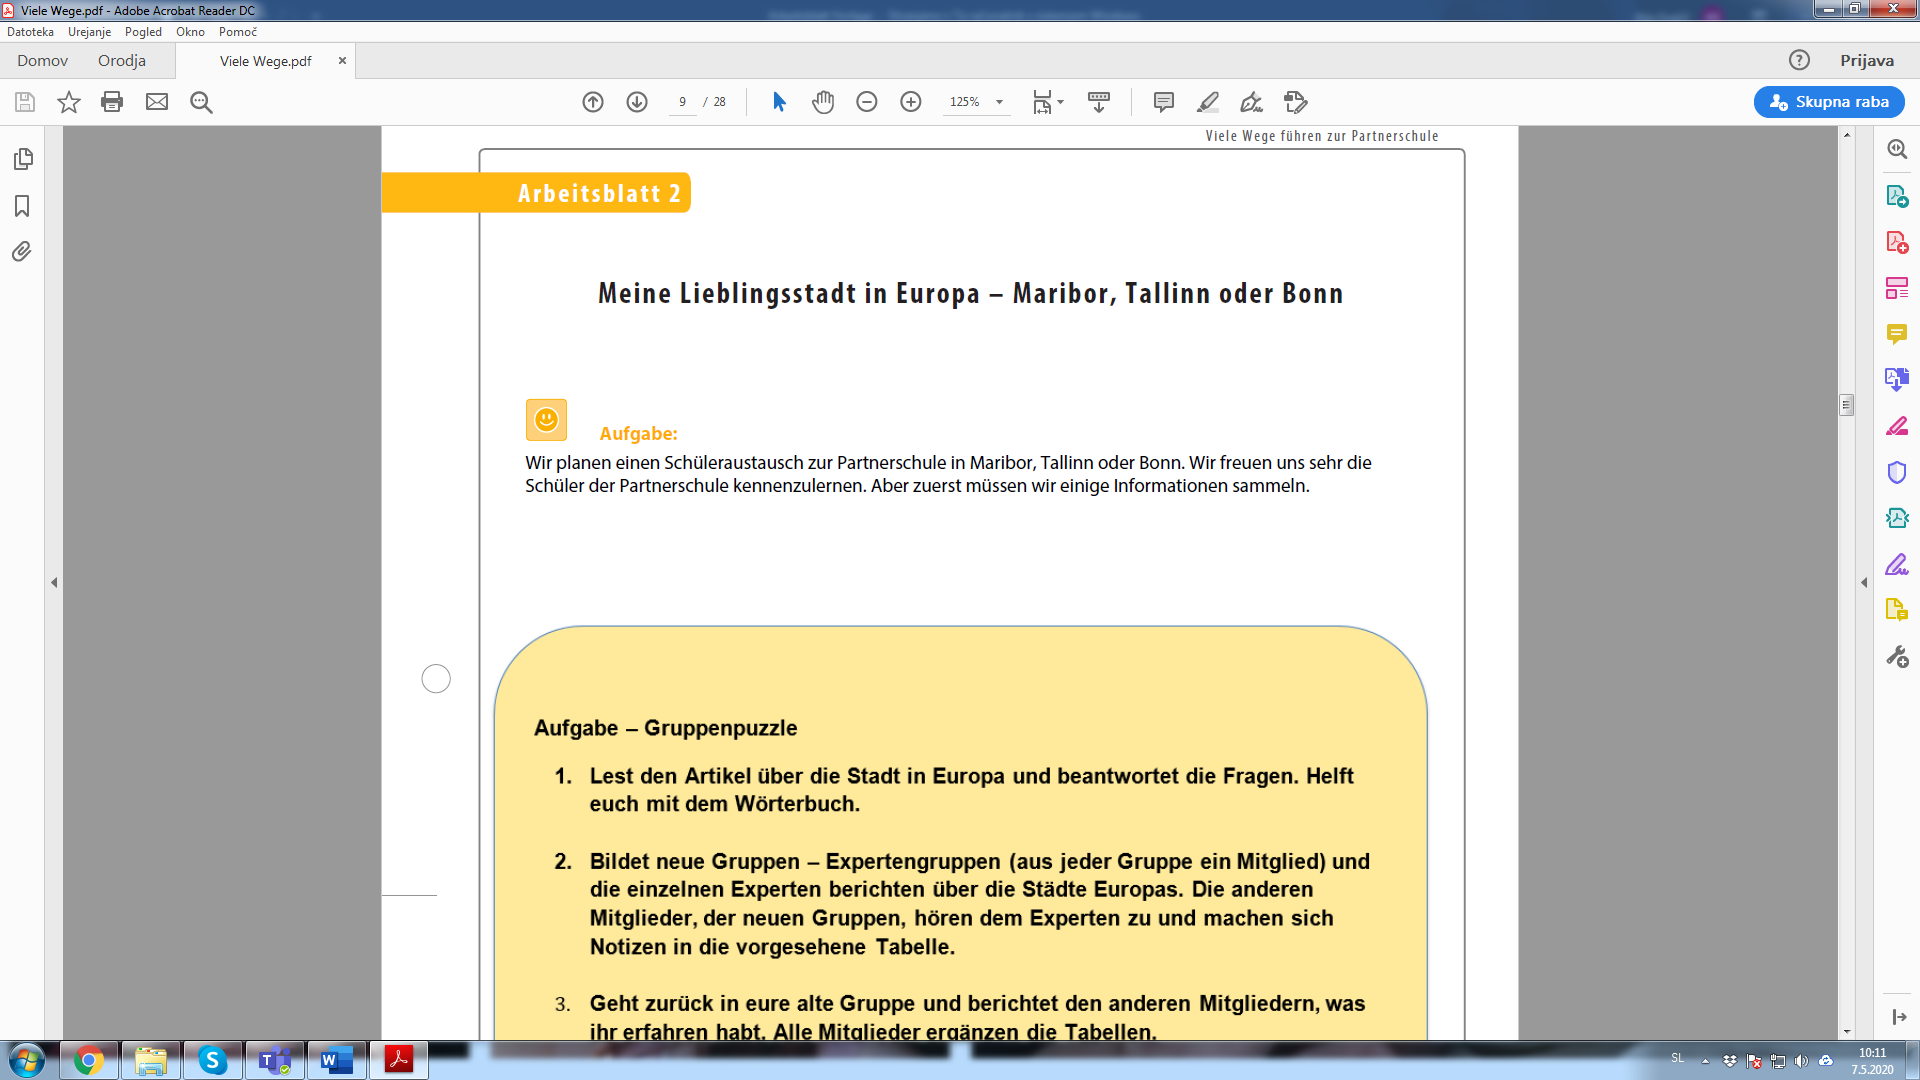 Viele Wege.pdf - Adobe Acrobat Reader DC
Datoteka Urejanje Pogled Okno Pomoč
Domov Orodja Viele Wege.pdf Prijava
9 / 28 125% Skupna raba
Viele Wege führen zur Partnerschule
Arbeitsblatt 2
Meine Lieblingsstadt in Europa – Maribor, Tallinn oder Bonn
Aufgabe:
Wir planen einen Schüleraustausch zur Partnerschule in Maribor, Tallinn oder Bonn. Wir freuen uns sehr die
Schüler der Partnerschule kennenzulernen. Aber zuerst müssen wir einige Informationen sammeln.
Aufgabe – Gruppenpuzzle
1. Lest den Artikel über die Stadt in Europa und beantwortet die Fragen. Helft
euch mit dem Wörterbuch.
2. Bildet neue Gruppen – Expertengruppen (aus jeder Gruppe ein Mitglied) und
die einzelnen Experten berichten über die Städte Europas. Die anderen
Mitglieder, der neuen Gruppen, hören dem Experten zu und machen sich
Notizen in die vorgesehene Tabelle.
3. Geht zurück in eure alte Gruppe und berichtet den anderen Mitgliedern, was
ihr erfahren habt. Alle Mitglieder ergänzen die Tabellen.
SL 10:11
7.5.2020